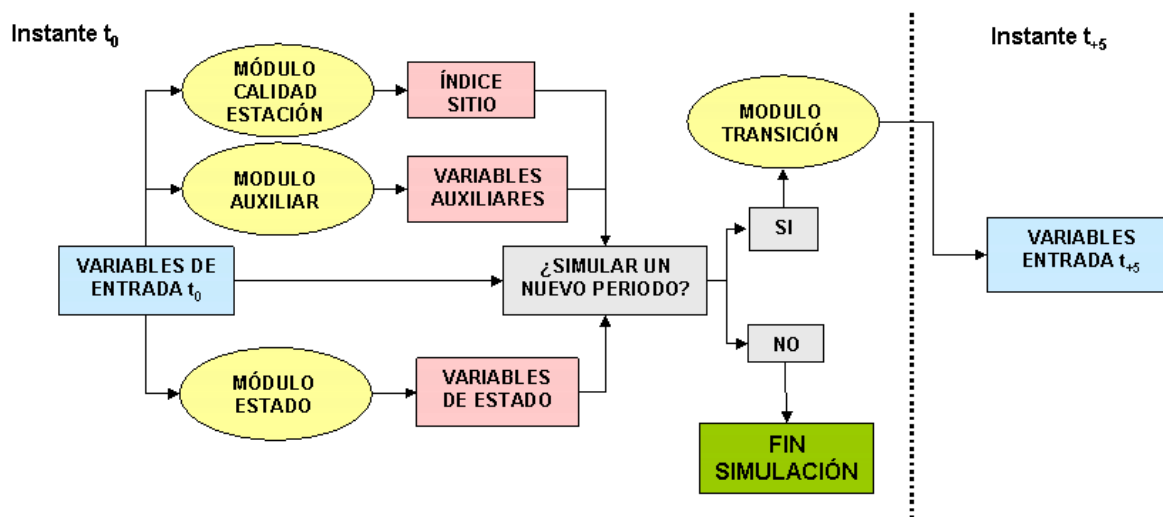 Instante t0
Instante t+5
MÓDULO
CALIDAD
ESTACIÓN
ÍNDICE
SITIO
MODULO
TRANSICIÓN
MODULO
AUXILIAR
VARIABLES
AUXILIARES
SI
VARIABLES DE
ENTRADA t0
¿SIMULAR UN
NUEVO PERIODO?
VARIABLES
ENTRADA t+5
NO
MÓDULO
ESTADO
VARIABLES
DE ESTADO
FIN
SIMULACIÓN